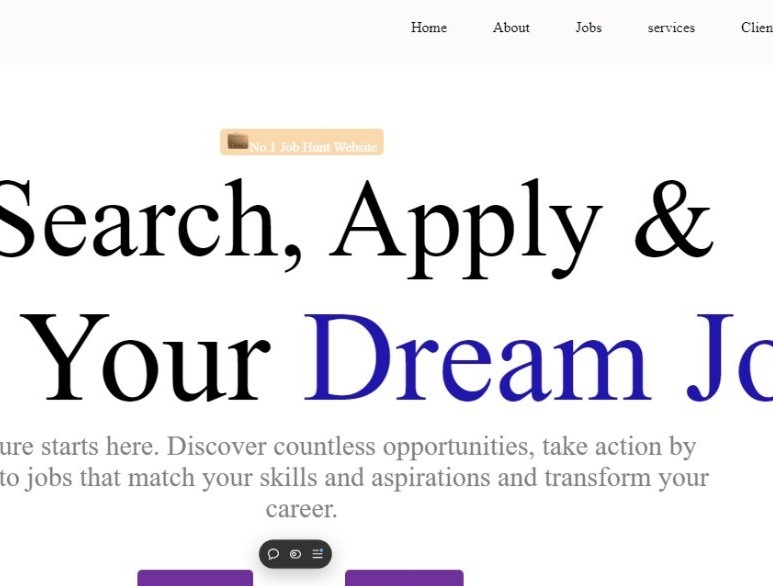 Home About Jobs services Clien
No.1 Job Hunt Website
Search, Apply &
Your Dream Jo
ure starts here. Discover countless opportunities, take action by
to jobs that match your skills and aspirations and transform your
career.